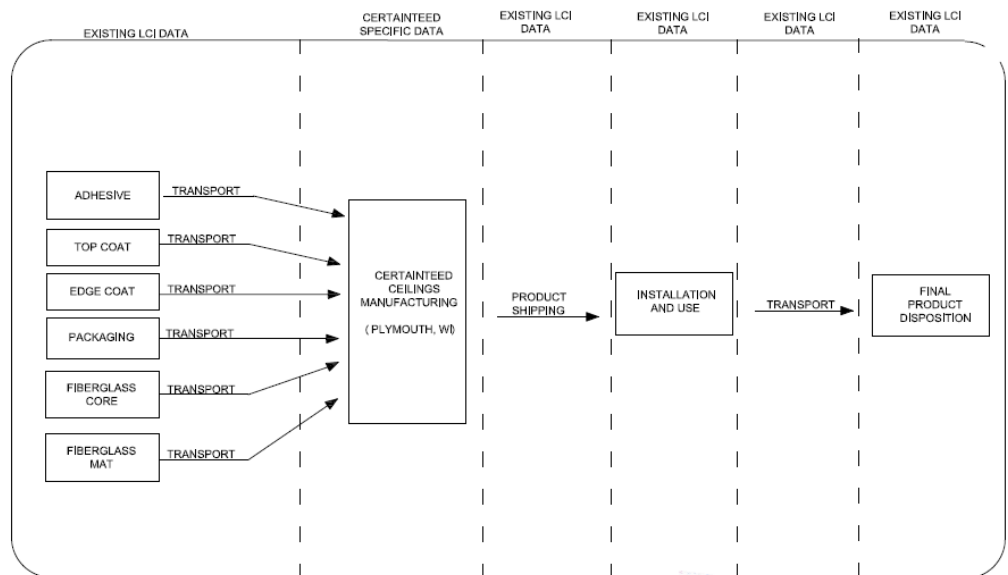 EXISTING LCI DATA
CERTAINTEED
SPECIFIC DATA
EXISTING LCI
DATA
EXISTING LCI
DATA
EXISTING LCI
DATA
EXISTING LCI
DATA
ADHESIVE
TRANSPORT
TOP COAT
TRANSPORT
EDGE COAT
TRANSPORT
PACKAGING
TRANSPORT
FIBERGLASS
CORE
TRANSPORT
FIBERGLASS
MAT
TRANSPORT
CERTAINTEED
CEILINGS
MANUFACTURING
( PLYMOUTH, WI)
PRODUCT
SHIPPING
INSTALLATION
AND USE
TRANSPORT
FINAL
PRODUCT
DISPOSITION